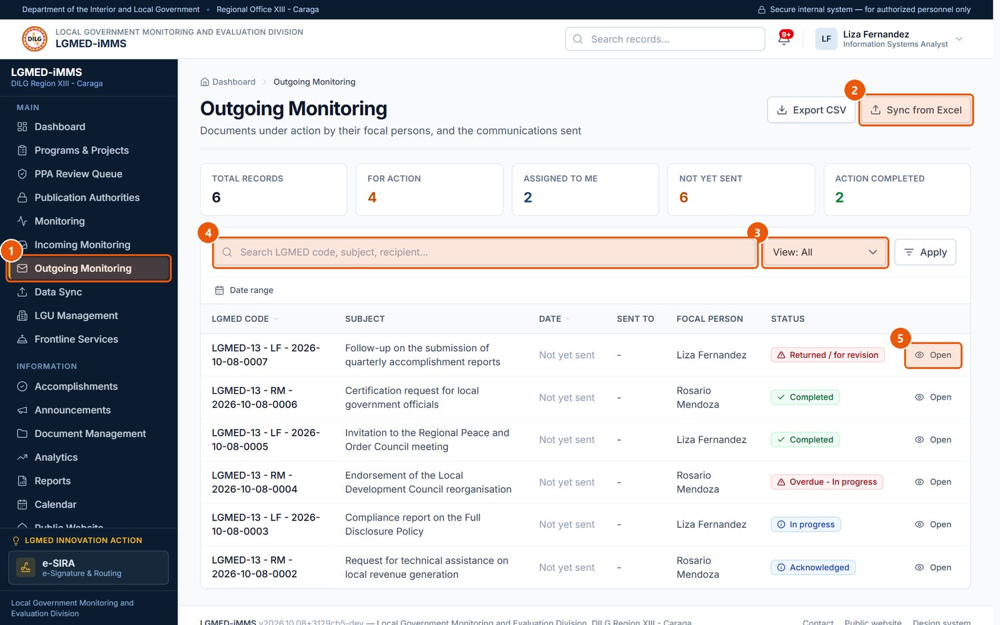 Department of the Interior and Local Government • Regional Office XIII - Caraga
Secure internal system — for authorized personnel only
DILG
LOCAL GOVERNMENT MONITORING AND EVALUATION DIVISION
LGMED-iMMS
Search records...
9+
LF
Liza Fernandez
Information Systems Analyst
LGMED-iMMS
DILG Region XIII - Caraga
MAIN
Dashboard
Programs & Projects
PPA Review Queue
Publication Authorities
Monitoring
Incoming Monitoring
1
Outgoing Monitoring
Data Sync
LGU Management
Frontline Services
INFORMATION
Accomplishments
Announcements
Document Management
Analytics
Reports
Calendar
Public Website
LGMED INNOVATION ACTION
e-SIRA
e-Signature & Routing
Local Government Monitoring and
Evaluation Division
Dashboard > Outgoing Monitoring
Outgoing Monitoring
Documents under action by their focal persons, and the communications sent
Export CSV
2
Sync from Excel
TOTAL RECORDS
6
FOR ACTION
4
ASSIGNED TO ME
2
NOT YET SENT
6
ACTION COMPLETED
2
4
Search LGMED code, subject, recipient...
3
View: All
Apply
Date range
LGMED CODE SUBJECT DATE SENT TO FOCAL PERSON STATUS
5
LGMED-13 - LF - 2026-
10-08-0007
Follow-up on the submission of
quarterly accomplishment reports
Not yet sent
-
Liza Fernandez
Returned / for revision
Open
LGMED-13 - RM -
2026-10-08-0006
Certification request for local
government officials
Not yet sent
-
Rosario
Mendoza
Completed
Open
LGMED-13 - LF - 2026-
10-08-0005
Invitation to the Regional Peace and
Order Council meeting
Not yet sent
-
Liza Fernandez
Completed
Open
LGMED-13 - RM -
2026-10-08-0004
Endorsement of the Local
Development Council reorganisation
Not yet sent
-
Rosario
Mendoza
Overdue - In progress
Open
LGMED-13 - LF - 2026-
10-08-0003
Compliance report on the Full
Disclosure Policy
Not yet sent
-
Liza Fernandez
In progress
Open
LGMED-13 - RM -
2026-10-08-0002
Request for technical assistance on
local revenue generation
Not yet sent
-
Rosario
Mendoza
Acknowledged
Open
LGMED-iMMS v2026.10.08+3129cb5-dev — Local Government Monitoring and Evaluation Division, DILG Region XIII - Caraga
Contact Public website Design system